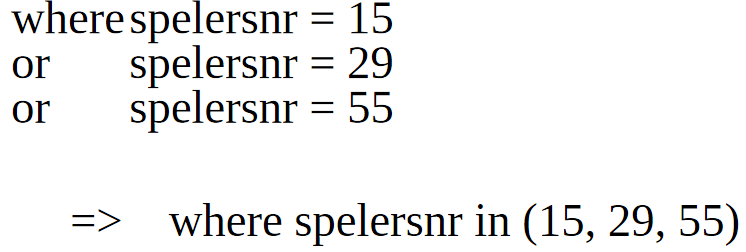 where spelersnr = 15
or spelersnr = 29
or spelersnr = 55
=> where spelersnr in (15, 29, 55)